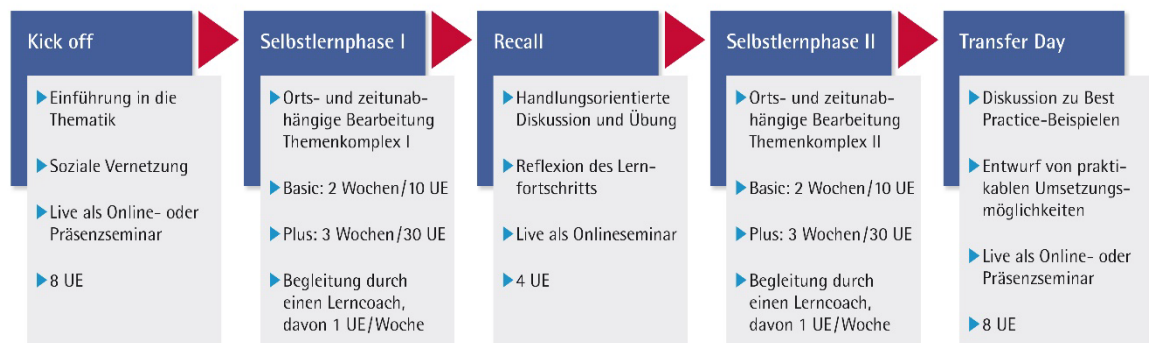 Kick off
Einführung in die
Thematik
Soziale Vernetzung
Live als Online- oder
Präsenzseminar
8 UE
Selbstlernphase I
Orts- und zeitunab-
hängige Bearbeitung
Themenkomplex I
Basic: 2 Wochen/10 UE
Plus: 3 Wochen/30 UE
Begleitung durch
einen Lerncoach,
davon 1 UE/Woche
Recall
Handlungsorientierte
Diskussion und Übung
Reflexion des Lern-
fortschritts
Live als Onlineseminar
4 UE
Selbstlernphase II
Orts- und zeitunab-
hängige Bearbeitung
Themenkomplex II
Basic: 2 Wochen/10 UE
Plus: 3 Wochen/30 UE
Begleitung durch
einen Lerncoach,
davon 1 UE/Woche
Transfer Day
Diskussion zu Best
Practice-Beispielen
Entwurf von prakti-
kablen Umsetzungs-
möglichkeiten
Live als Online- oder
Präsenzseminar
8 UE